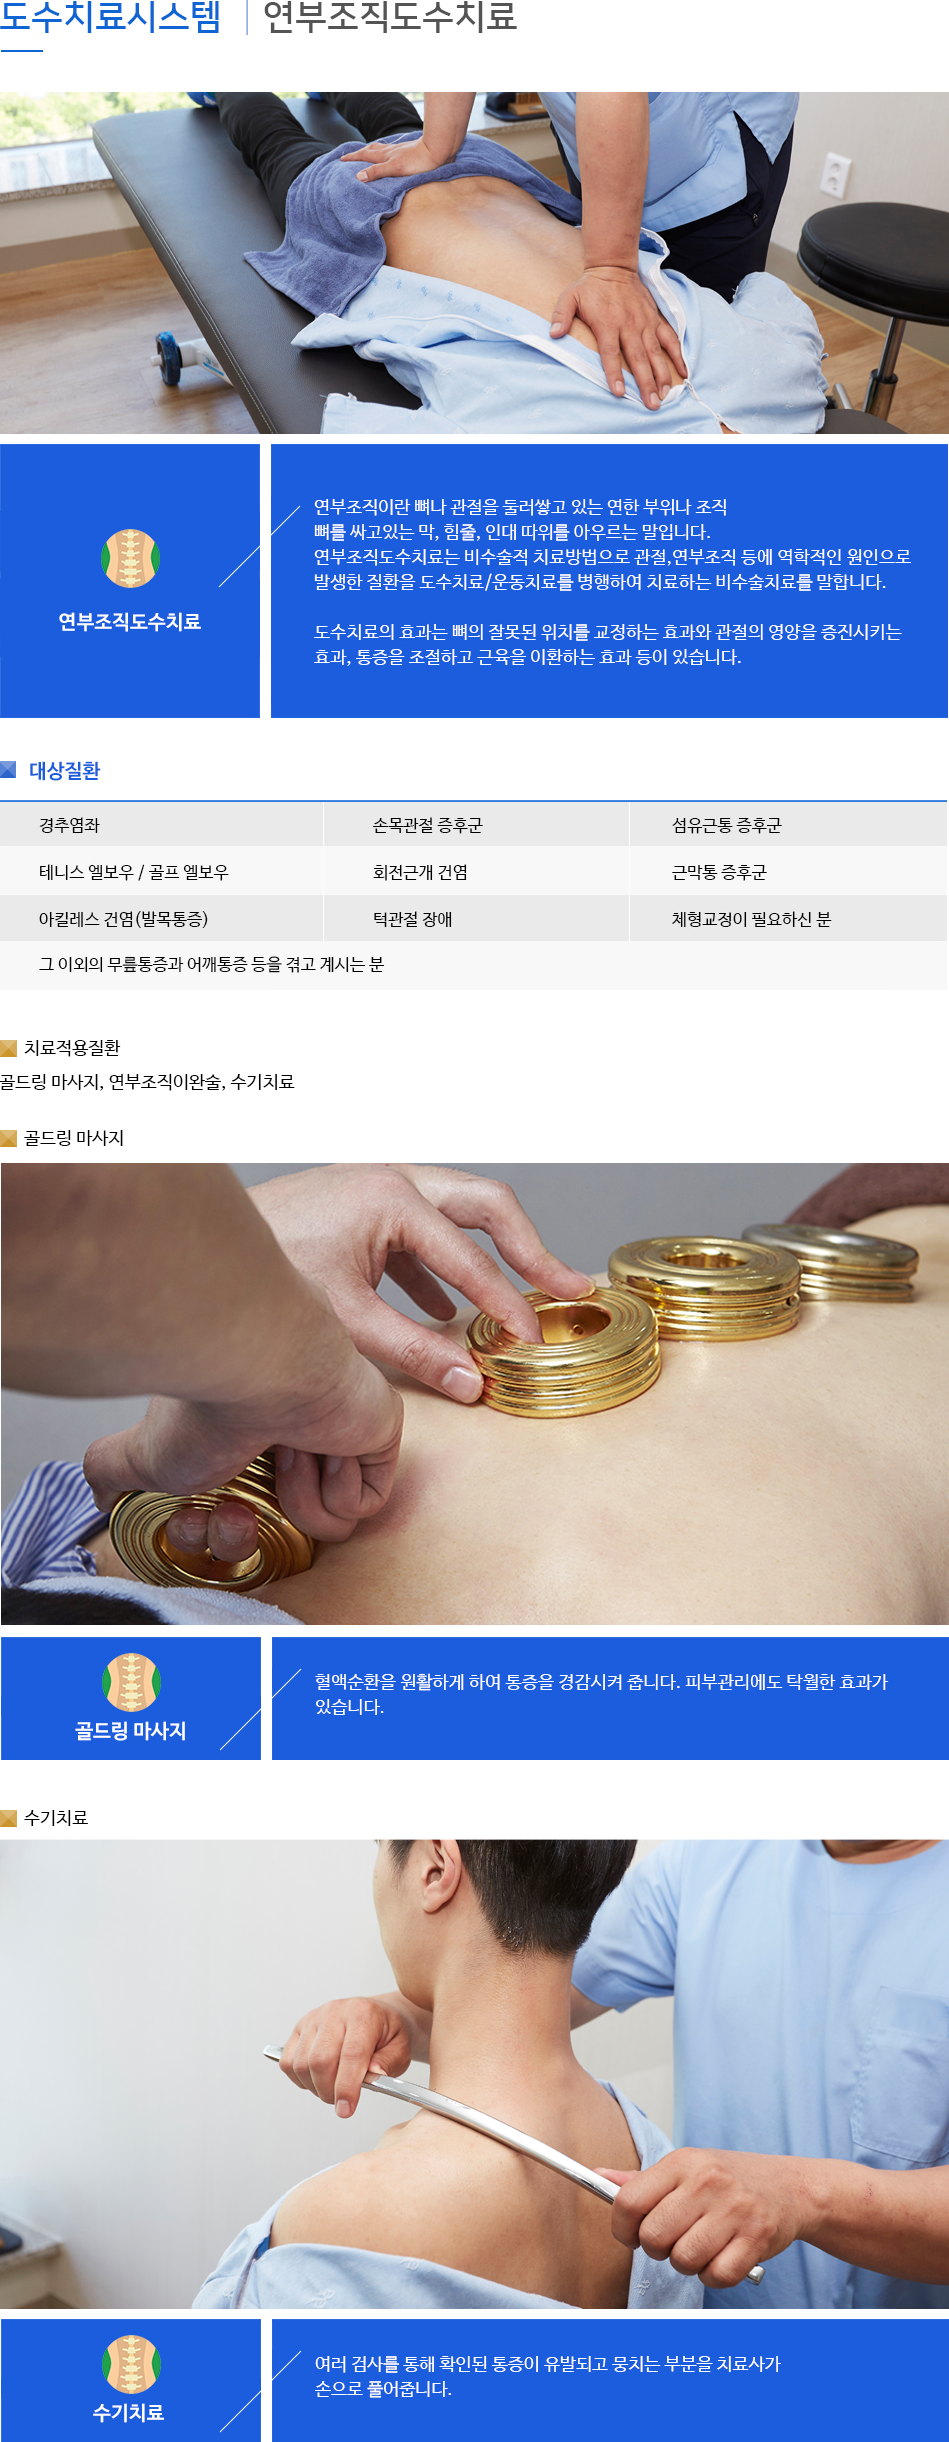 도수치료시스템 | 연부조직도수치료
연부조직도수치료
연부조직이란 뼈나 관절을 둘러쌓고 있는 연한 부위나 조직
뼈를 싸고있는 막, 힘줄, 인대 따위를 아우르는 말입니다.
연부조직도수치료는 비수술적 치료방법으로 관절,연부조직 등에 역학적인 원인으로
발생한 질환을 도수치료/운동치료를 병행하여 치료하는 비수술치료를 말합니다.
도수치료의 효과는 뼈의 잘못된 위치를 교정하는 효과와 관절의 영양을 증진시키는
효과, 통증을 조절하고 근육을 이환하는 효과 등이 있습니다.
대상질환
경추염좌 손목관절 증후군 섬유근통 증후군
테니스 엘보우 / 골프 엘보우 회전근개 건염 근막통 증후군
아킬레스 건염(발목통증) 턱관절 장애 체형교정이 필요하신 분
그 이외의 무릎통증과 어깨통증 등을 겪고 계시는 분
치료적용질환
골드링 마사지, 연부조직이완술, 수기치료
골드링 마사지
골드링 마사지
혈액순환을 원활하게 하여 통증을 경감시켜 줍니다. 피부관리에도 탁월한 효과가
있습니다.
수기치료
수기치료
여러 검사를 통해 확인된 통증이 유발되고 뭉치는 부분을 치료사가
손으로 풀어줍니다.